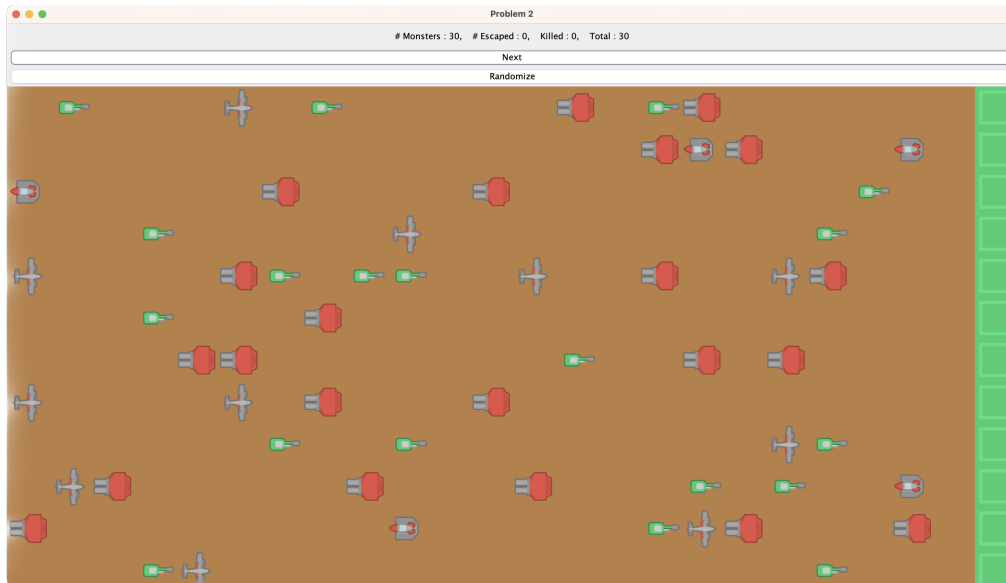 Problem 2
# Monsters : 30, # Escaped : 0, Killed : 0, Total : 30
Next
Randomize